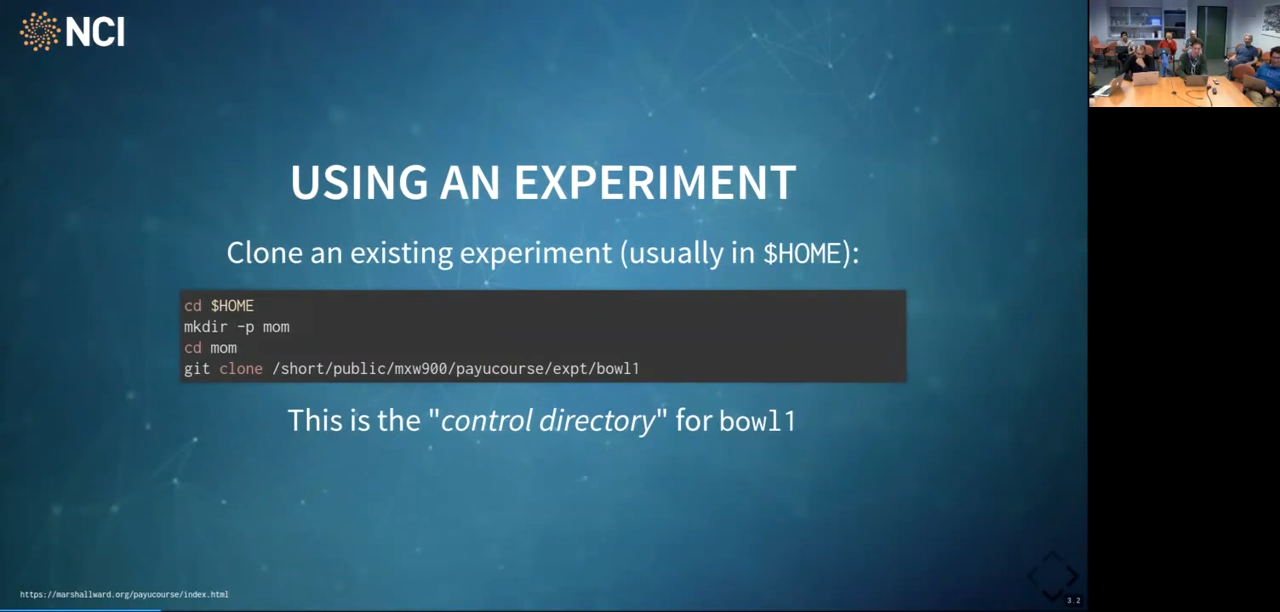 NCI
USING AN EXPERIMENT
Clone an existing experiment (usually in $HOME):
cd $HOME
mkdir -p mom
cd mom
git clone /short/public/mxw900/payucourse/expt/bowl1
This is the "control directory" for bowl1
https://marshallward.org/payucourse/index.html
3.2